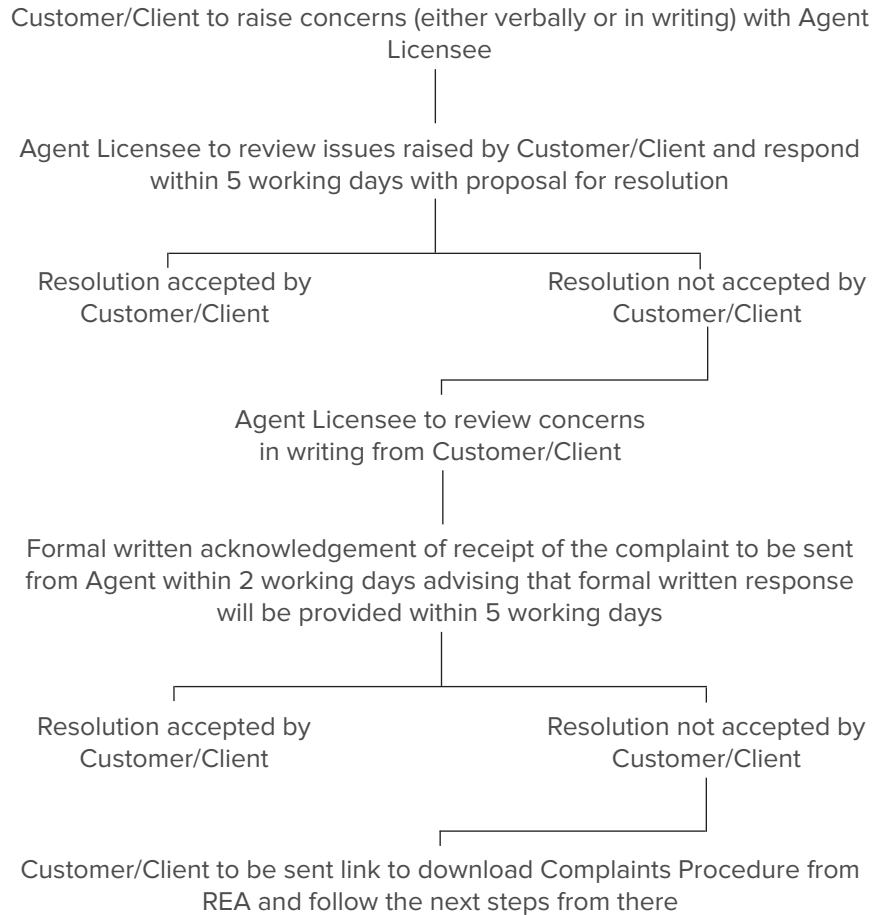 Customer/Client to raise concerns (either verbally or in writing) with Agent
Licensee
Agent Licensee to review issues raised by Customer/Client and respond
within 5 working days with proposal for resolution
Resolution accepted by
Customer/Client
Resolution not accepted by
Customer/Client
Agent Licensee to review concerns
in writing from Customer/Client
Formal written acknowledgement of receipt of the complaint to be sent
from Agent within 2 working days advising that formal written response
will be provided within 5 working days
Resolution accepted by
Customer/Client
Resolution not accepted by
Customer/Client
Customer/Client to be sent link to download Complaints Procedure from
REA and follow the next steps from there